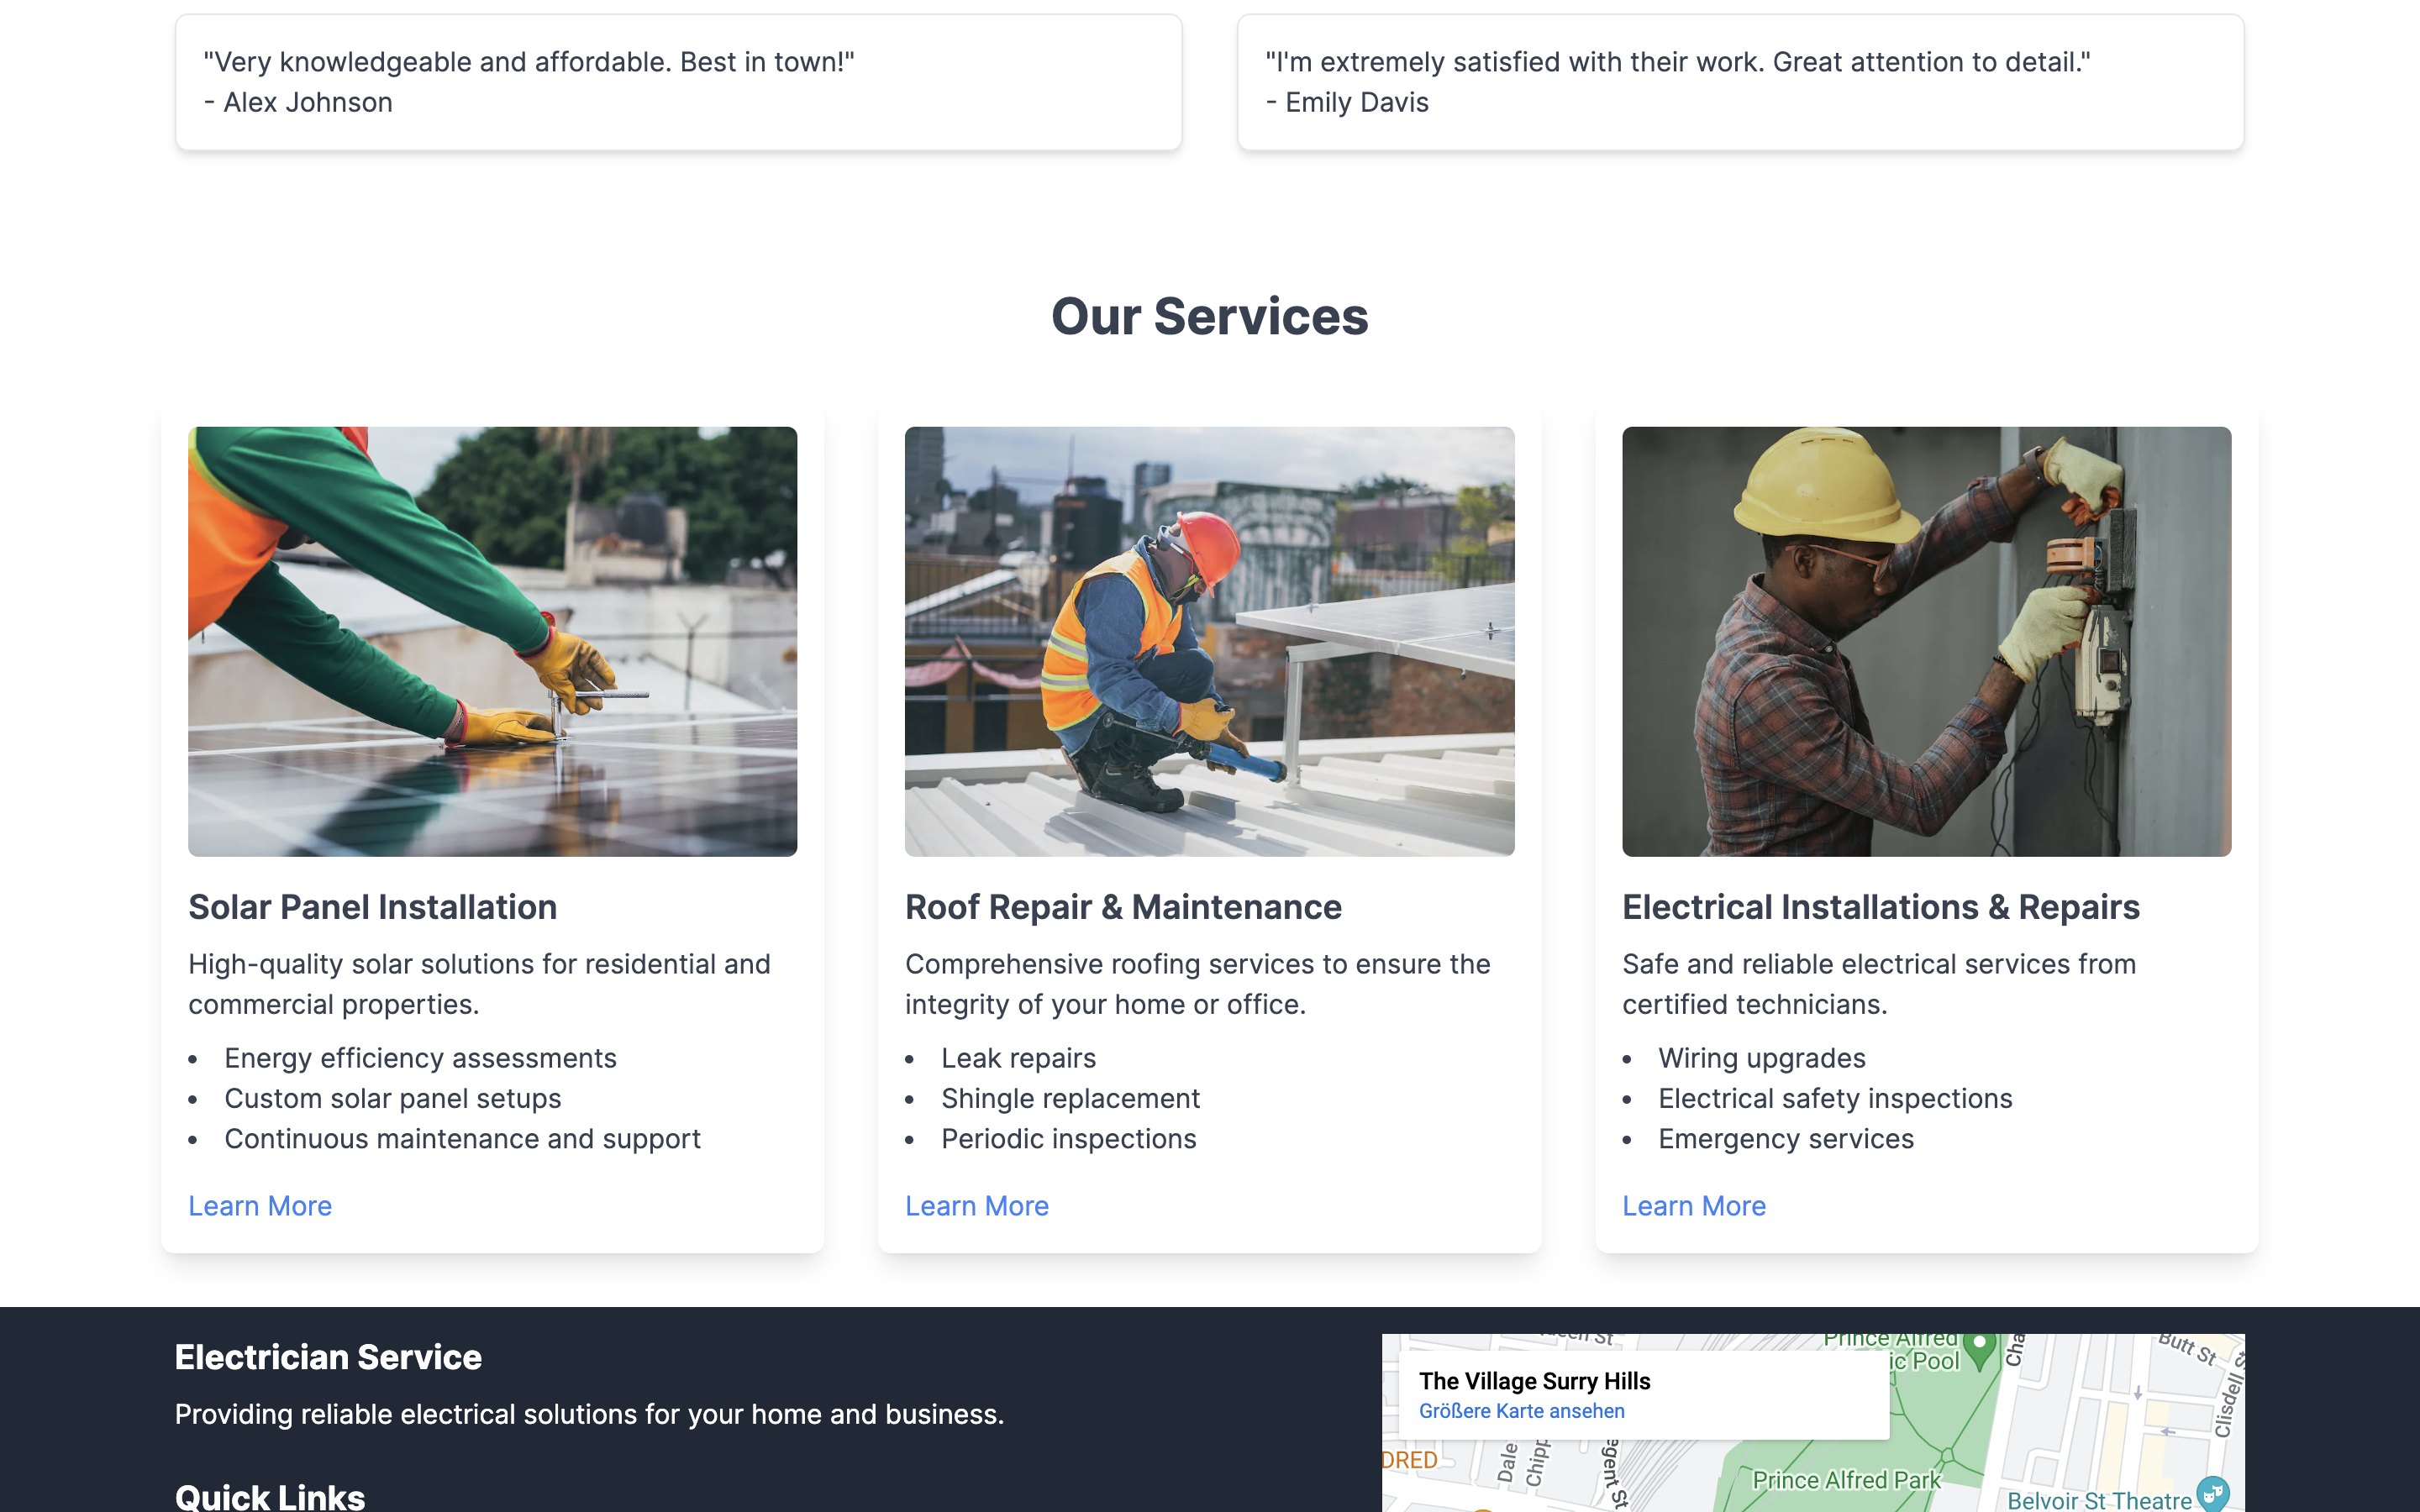 "Very knowledgeable and affordable. Best in town!"
- Alex Johnson
"I'm extremely satisfied with their work. Great attention to detail."
- Emily Davis
Our Services
Solar Panel Installation
High-quality solar solutions for residential and
commercial properties.
• Energy efficiency assessments
• Custom solar panel setups
• Continuous maintenance and support
Learn More
Roof Repair & Maintenance
Comprehensive roofing services to ensure the
integrity of your home or office.
• Leak repairs
• Shingle replacement
• Periodic inspections
Learn More
Electrical Installations & Repairs
Safe and reliable electrical services from
certified technicians.
• Wiring upgrades
• Electrical safety inspections
• Emergency services
Learn More
Electrician Service
Providing reliable electrical solutions for your home and business.
Quick Links
The Village Surry Hills
Größere Karte ansehen
Prince Alfred
ic Pool
Cha
Butt St
Clisdell S
DRED
Dale
Chipp
egent St
Prince Alfred Park
Belvoir St Theatre